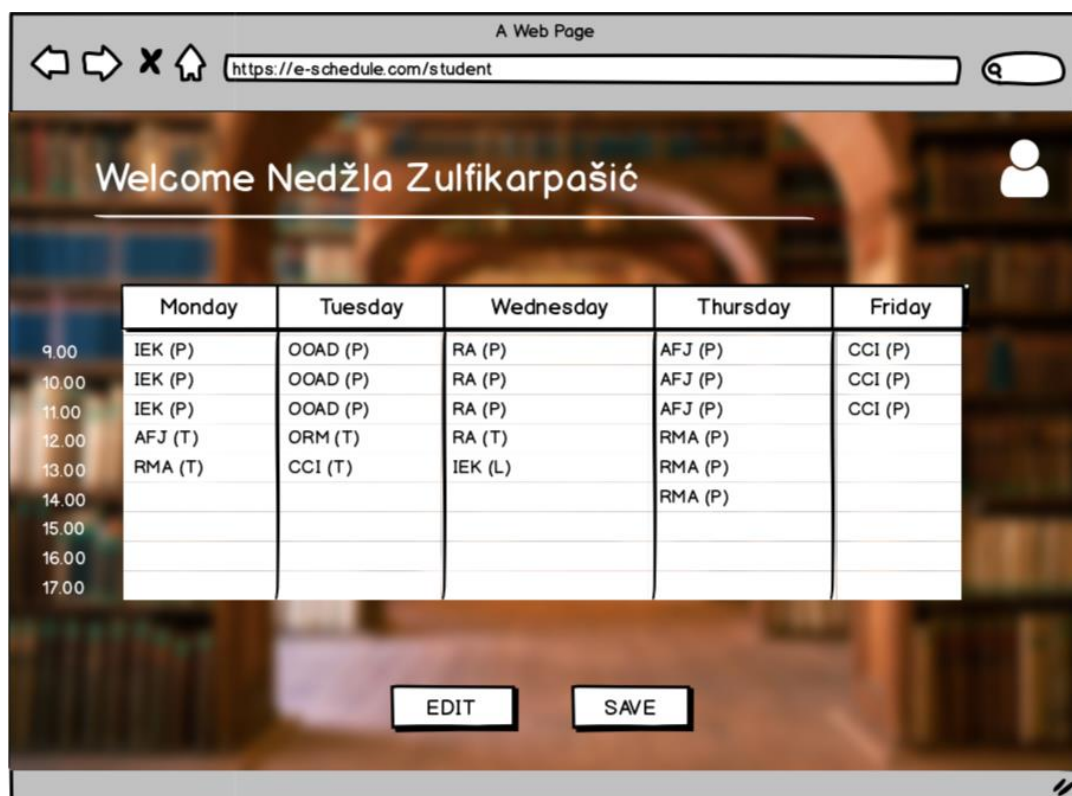 A Web Page
https://e-schedule.com/student
Welcome Nedžla Zulfikarpašić
Monday Tuesday Wednesday Thursday Friday
9.00 IEK (P) OOAD (P) RA (P) AFJ (P) CCI (P)
10.00 IEK (P) OOAD (P) RA (P) AFJ (P) CCI (P)
11.00 IEK (P) OOAD (P) RA (P) AFJ (P) CCI (P)
12.00 AFJ (T) ORM (T) RA (T) RMA (P)
13.00 RMA (T) CCI (T) IEK (L) RMA (P)
14.00 RMA (P)
15.00
16.00
17.00
EDIT SAVE